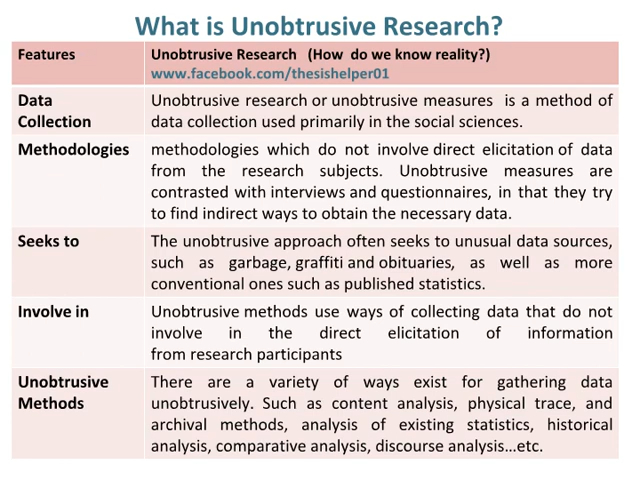 What is Unobtrusive Research?
Features
Unobtrusive Research (How do we know reality?)
www.facebook.com/thesishelper01
Data
Collection
Unobtrusive research or unobtrusive measures is a method of
data collection used primarily in the social sciences.
Methodologies
methodologies which do not involve direct elicitation of data
from the research subjects. Unobtrusive measures are
contrasted with interviews and questionnaires, in that they try
to find indirect ways to obtain the necessary data.
Seeks to
The unobtrusive approach often seeks to unusual data sources,
such as garbage, graffiti and obituaries, as well as more
conventional ones such as published statistics.
Involve in
Unobtrusive methods use ways of collecting data that do not
involve in the direct elicitation of information
from research participants
Unobtrusive
Methods
There are a variety of ways exist for gathering data
unobtrusively. Such as content analysis, physical trace, and
archival methods, analysis of existing statistics, historical
analysis, comparative analysis, discourse analysis…etc.